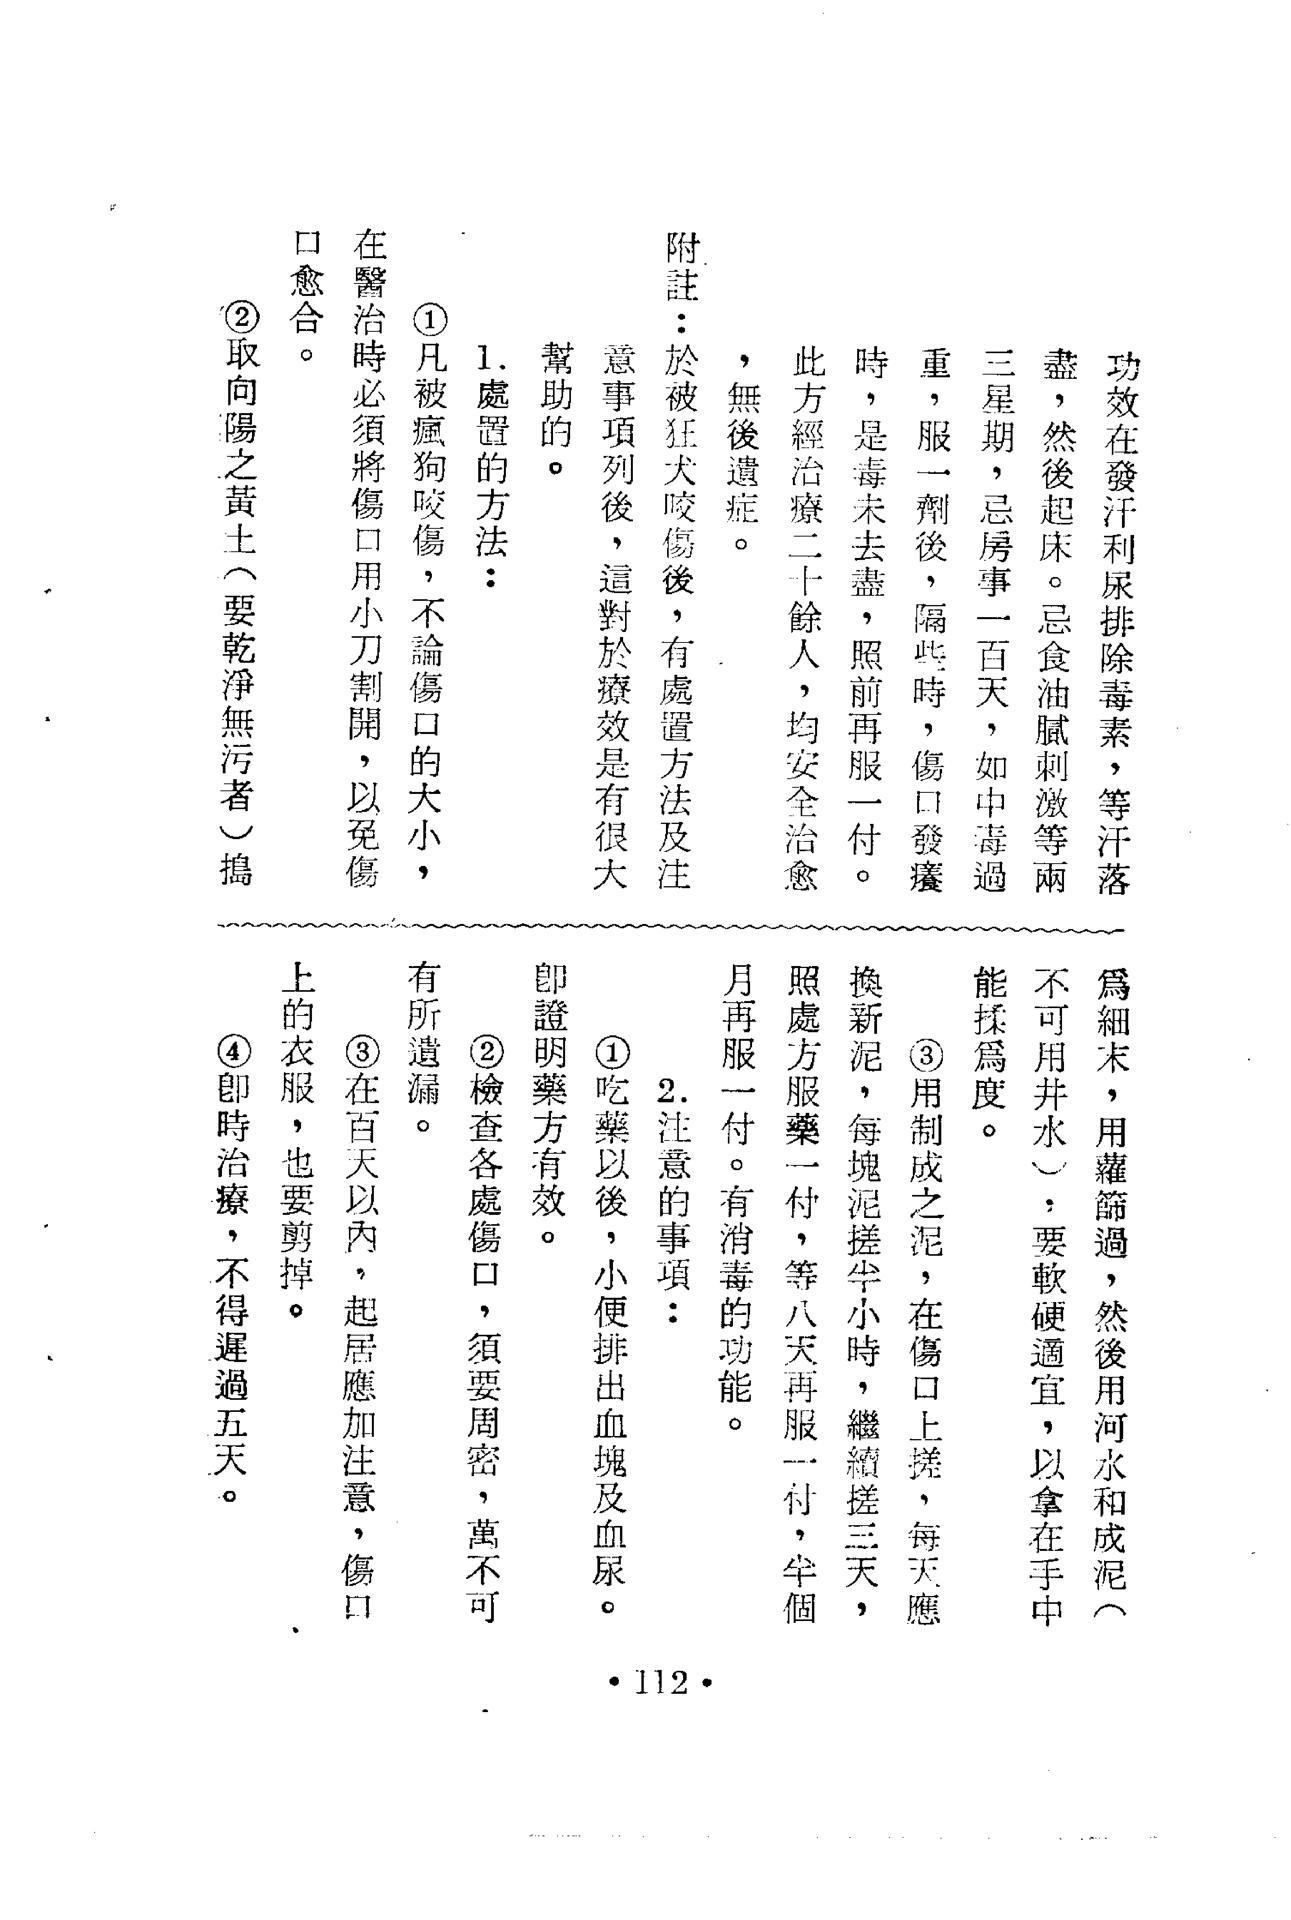 功效在發汗利尿排除毒素，等汗落
盡，然後起床。忌食油膩刺激等兩
三星期，忌房事一百天，如中毒過
重，服一劑後，隔些時，傷口發癢
時，是毒未去盡，照前再服一付。
此方經治療二十餘人，均安全治愈
，無後遺症。
附註：於被狂犬咬傷後，有處置方法及注
意事項列後，這對於療效是有很大
幫助的。
1.處置的方法：
①凡被瘋狗咬傷，不論傷口的大小，
在醫治時必須將傷口用小刀割開，以免傷
口愈合。
②取向陽之黃土（要乾淨無污者）搗
爲細末，用蘿篩過，然後用河水和成泥（
不可用井水）；要軟硬適宜，以拿在手中
能揉爲度。
③用制成之泥，在傷口上搓，每天應
換新泥，每塊泥搓半小時，繼續搓三天，
照處方服藥一付，等八天再服一付，半個
月再服一付。有消毒的功能。
2.注意的事項：
①吃藥以後，小便排出血塊及血尿。
卽證明藥方有效。
②檢查各處傷口，須要周密，萬不可
有所遺漏。
③在百天以內，起居應加注意，傷口
上的衣服，也要剪掉。
④卽時治療，不得遲過五天。
•112•